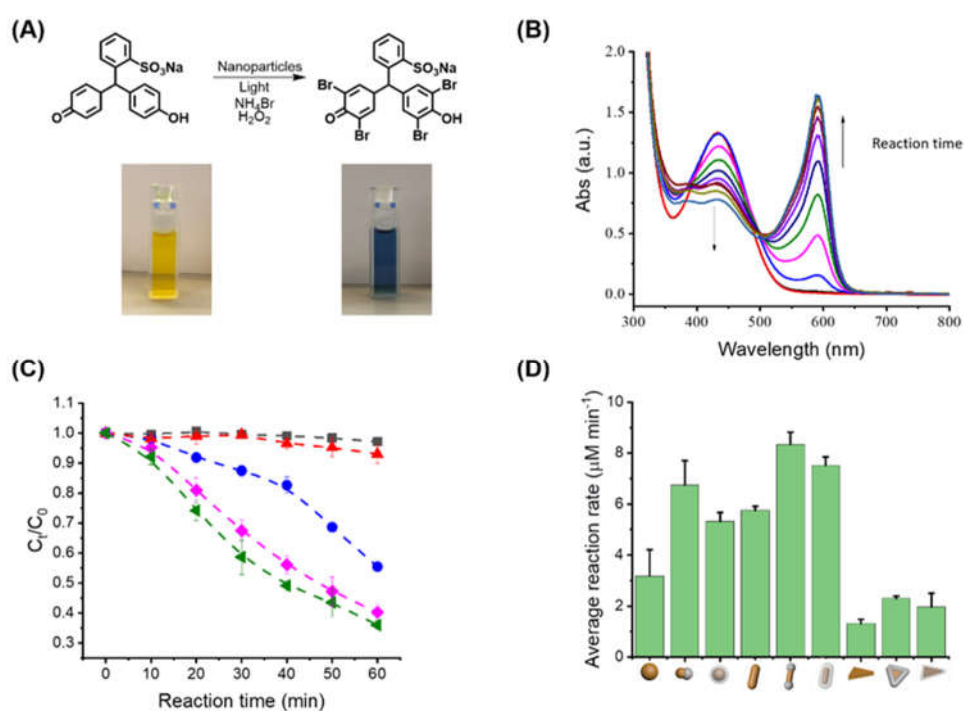 (A)
SO3Na
O
OH
Nanoparticles
Light
NH4Br
H2O2
SO3Na
Br
Br
O
OH
Br
Br
(B)
Abs (a.u.)
1.5
1.0
0.5
0.0
300 400 500 600 700 800
Wavelength (nm)
Reaction time
(C)
Ct/C0
1.1
1.0
0.9
0.8
0.7
0.6
0.5
0.4
0.3
0 10 20 30 40 50 60
Reaction time (min)
(D)
Average reaction rate (μM min-1)
10
8
6
4
2
0